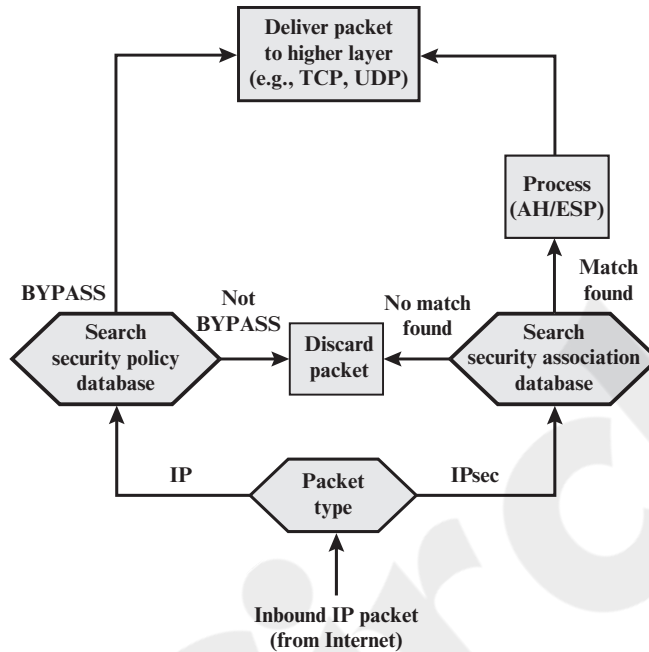 Deliver packet
to higher layer
(e.g., TCP, UDP)
Process
(AH/ESP)
BYPASS
Not
BYPASS
No match
found
Match
found
Search
security policy
database
Discard
packet
Search
security association
database
IP
Packet
type
IPsec
Inbound IP packet
(from Internet)